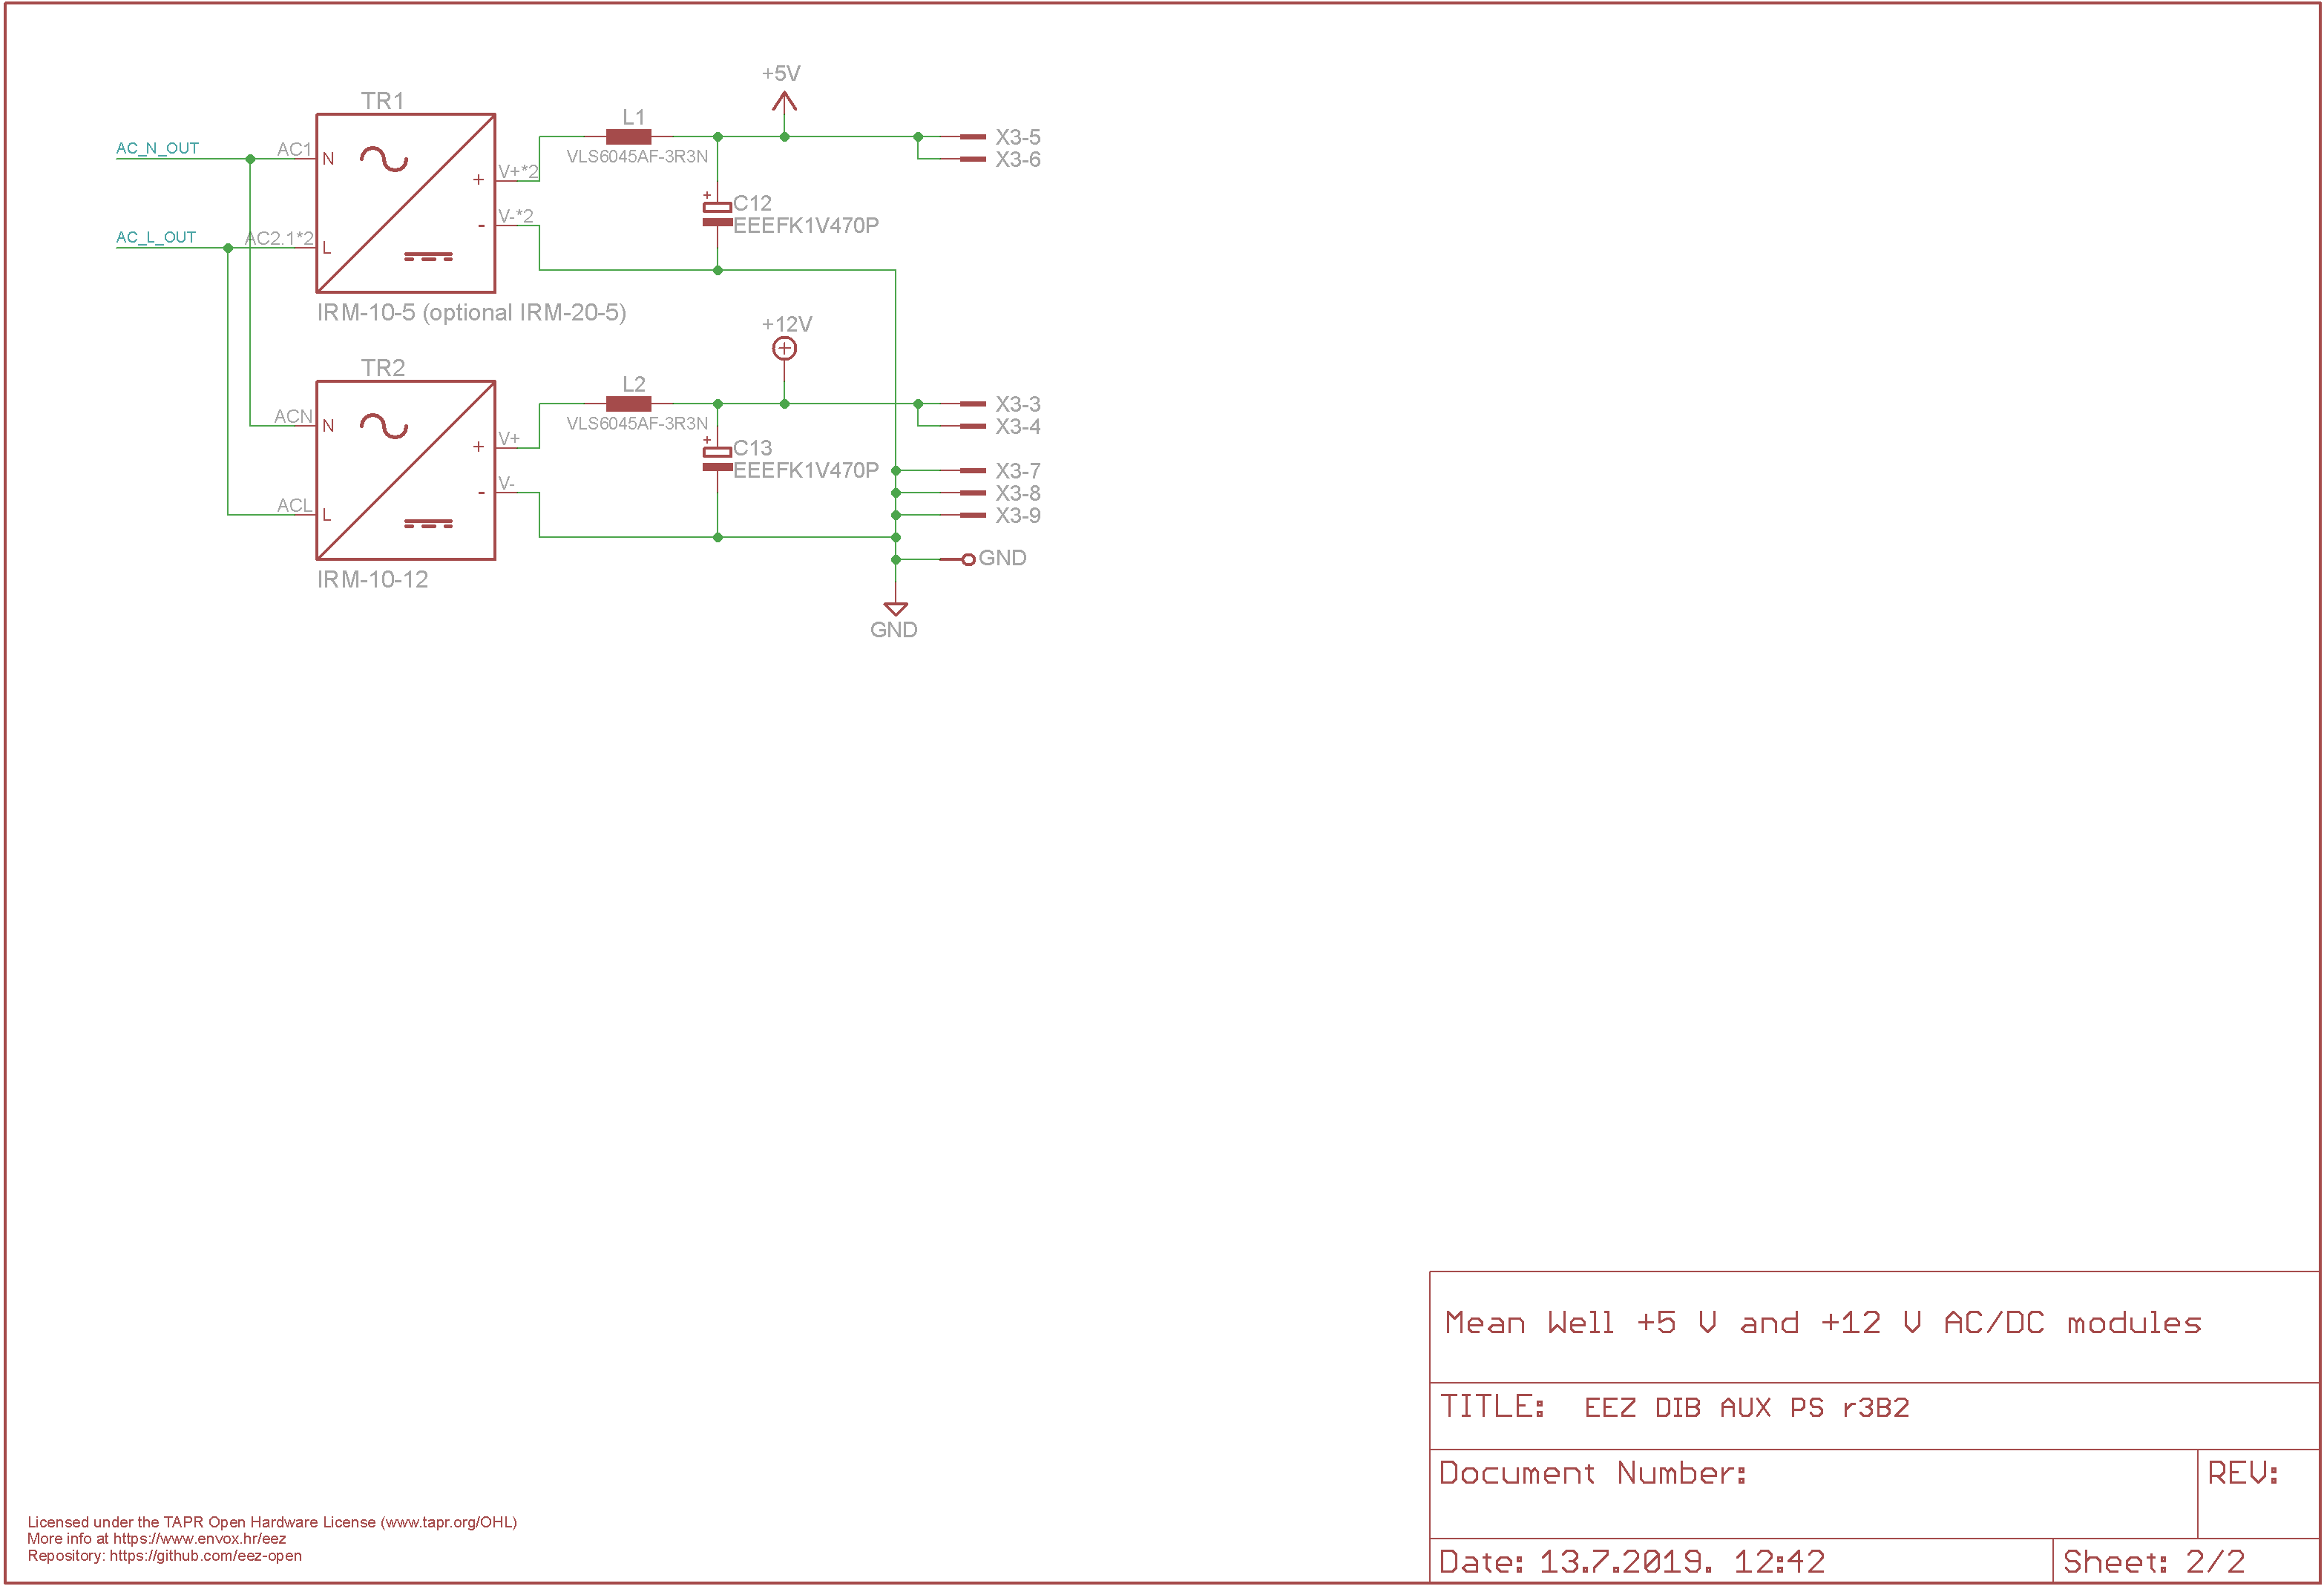 +5V
TR1
L1
VLS6045AF-3R3N
AC_N_OUT
AC1
N
+
V+*2
X3-5
X3-6
+
C12
EEEFK1V470P
V-*2
-
AC_L_OUT
AC2.1*2
L
IRM-10-5 (optional IRM-20-5)
+12V
TR2
L2
VLS6045AF-3R3N
ACN
N
+
V+
X3-3
X3-4
+
C13
EEEFK1V470P
V-
-
X3-7
X3-8
X3-9
ACL
L
IRM-10-12
GND
GND
Mean Well +5 V and +12 V AC/DC modules
TITLE: EEZ DIB AUX PS r3B2
Document Number:
REV:
Date: 13.7.2019. 12:42
Sheet: 2/2
Licensed under the TAPR Open Hardware License (www.tapr.org/OHL)
More info at https://www.envox.hr/eez
Repository: https://github.com/eez-open